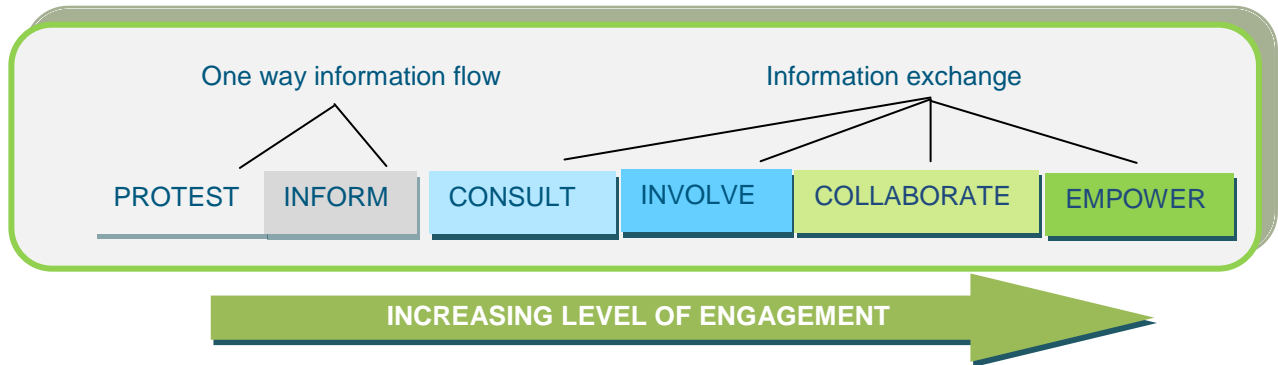 One way information flow
Information exchange
PROTEST
INFORM
CONSULT
INVOLVE
COLLABORATE
EMPOWER
INCREASING LEVEL OF ENGAGEMENT